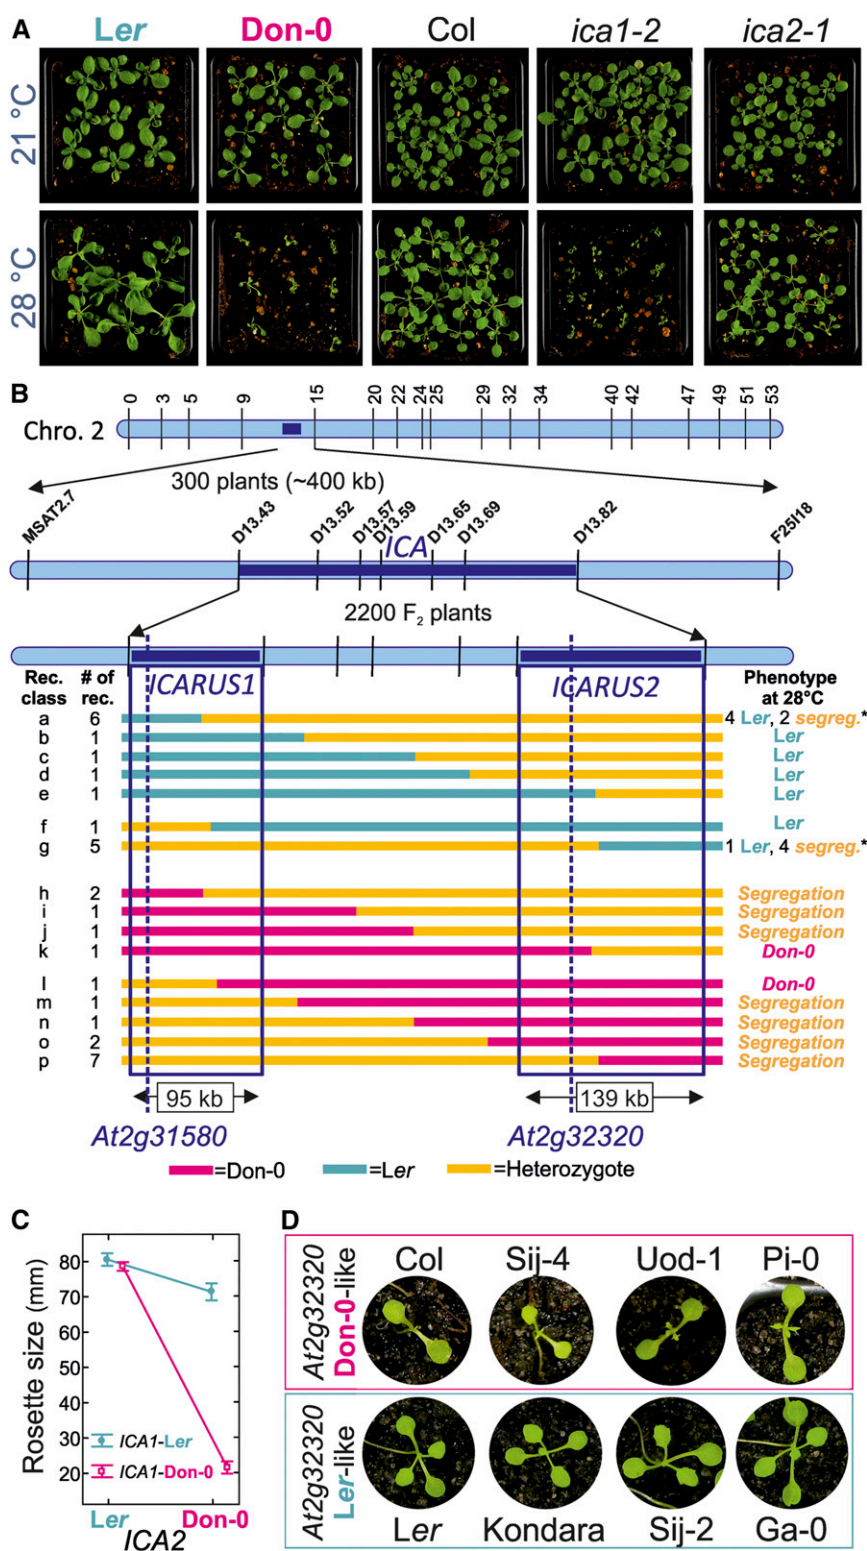 A
Ler Don-0 Col ica1-2 ica2-1
21 °C
28 °C
B
0 3 5 9 15 20 22 24 25 29 32 34 40 42 47 49 51 53
Chro. 2
300 plants (~400 kb)
MSAT2.7 D13.43 D13.52 D13.57 D13.59 D13.65 D13.69 D13.82 F25I18
ICA
2200 F2 plants
ICARUS1 ICARUS2
Rec. class # of rec. Phenotype at 28°C
a 6 4 Ler, 2 segreg.*
b 1 Ler
c 1 Ler
d 1 Ler
e 1 Ler
f 1 Ler
g 5 1 Ler, 4 segreg.*
h 2 Segregation
i 1 Segregation
j 1 Segregation
k 1 Don-0
l 1 Don-0
m 1 Segregation
n 1 Segregation
o 2 Segregation
p 7 Segregation
95 kb 139 kb
At2g31580 At2g32320
=Don-0 =Ler =Heterozygote
C
Rosette size (mm)
80
70
60
50
40
30
20
ICA1-Ler
ICA1-Don-0
Ler Don-0
ICA2
D
At2g32320
Don-0-like
Col Sij-4 Uod-1 Pi-0
At2g32320
Ler-like
Ler Kondara Sij-2 Ga-0